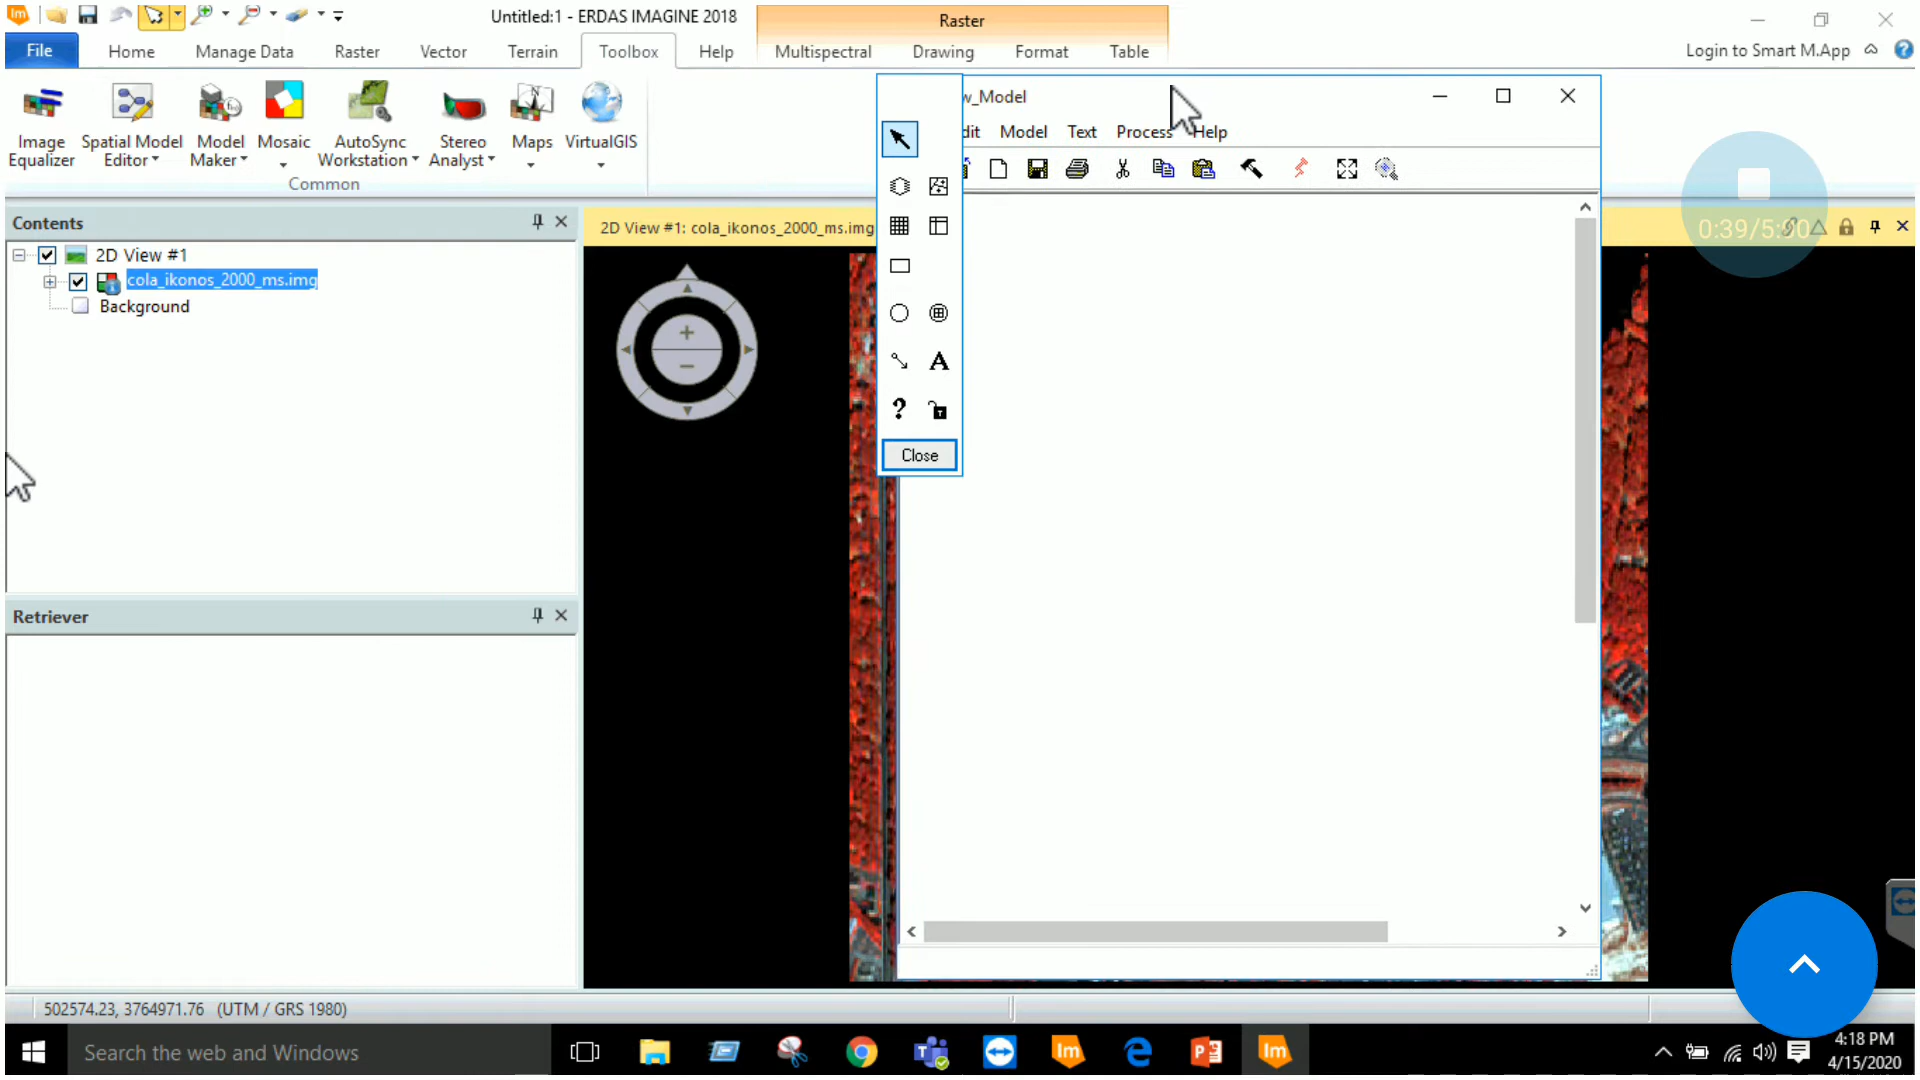 Untitled:1 - ERDAS IMAGINE 2018
Raster
File
Home
Manage Data
Raster
Vector
Terrain
Toolbox
Help
Multispectral
Drawing
Format
Table
Login to Smart M.App
Image Equalizer
Spatial Model Editor
Model Maker
Mosaic
AutoSync Workstation
Stereo Analyst
Maps
VirtualGIS
Common
w_Model
dit
Model
Text
Process
Help
Contents
2D View #1
cola_ikonos_2000_ms.img
Background
2D View #1: cola_ikonos_2000_ms.img
A
?
Close
Retriever
502574.23, 3764971.76 (UTM / GRS 1980)
Search the web and Windows
4:18 PM
4/15/2020